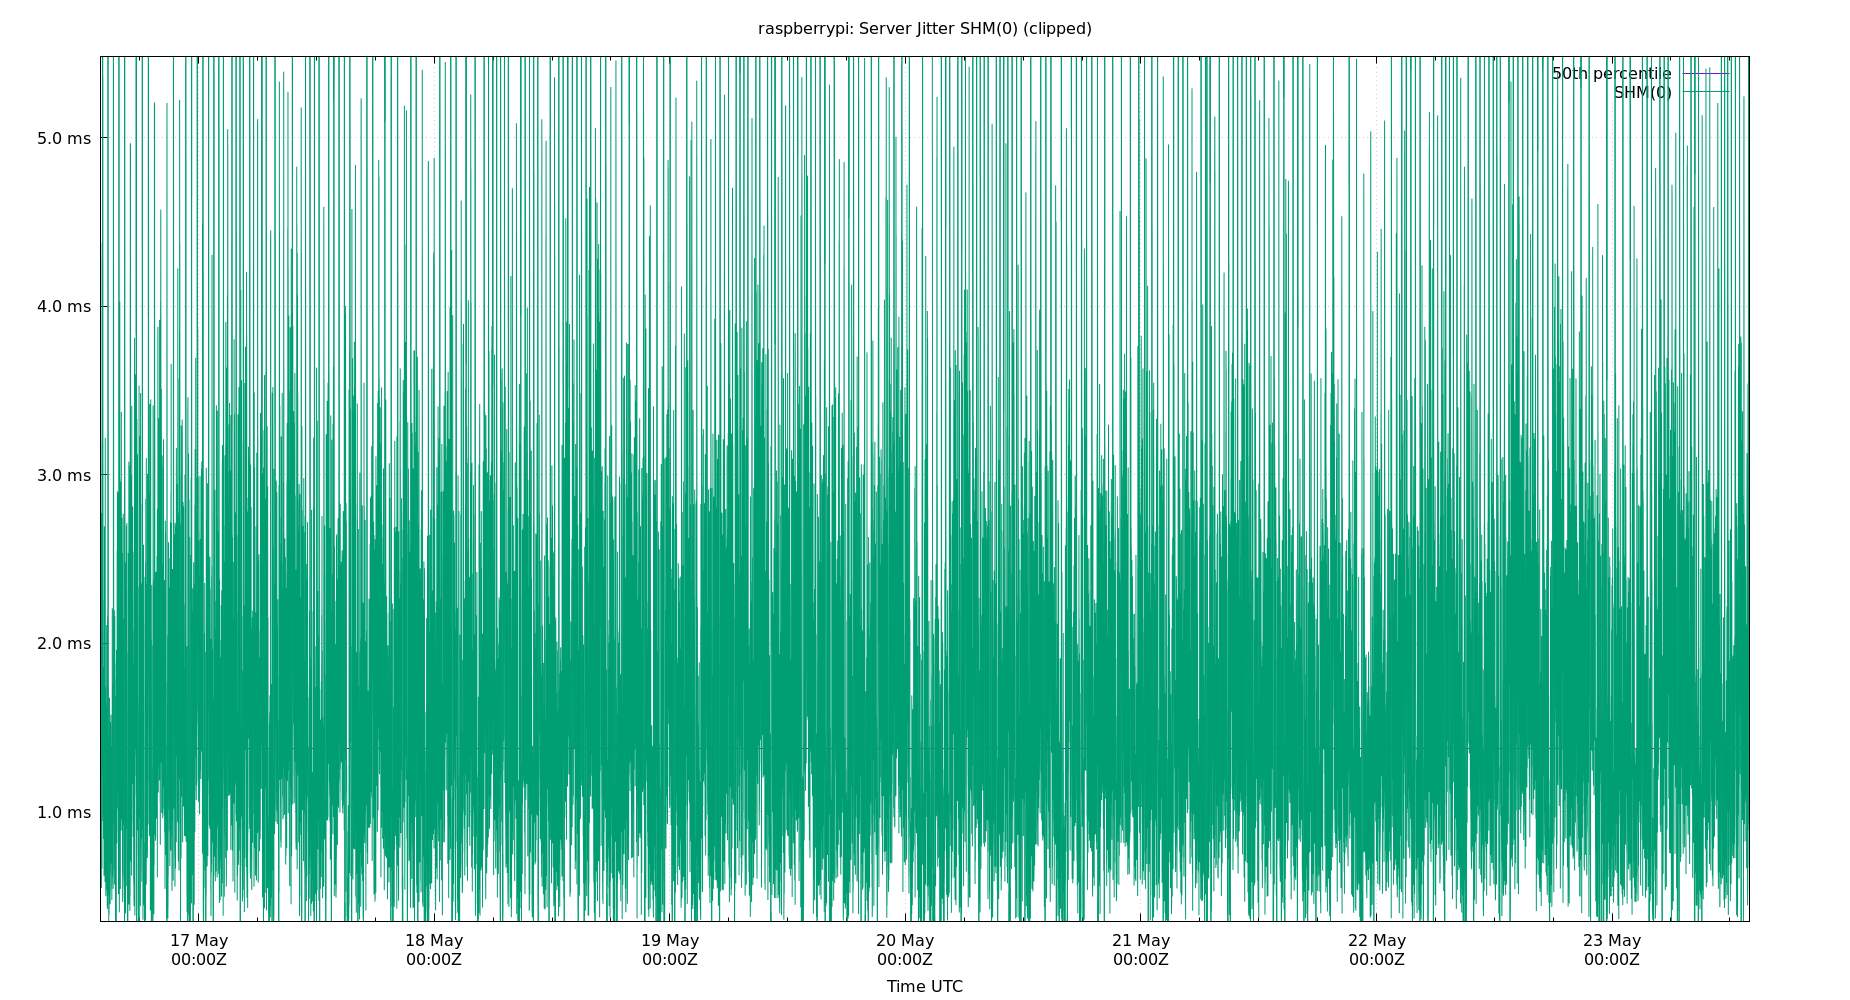 raspberrypi: Server Jitter SHM(0) (clipped)
50th percentile
SHM(0)
5.0 ms
4.0 ms
3.0 ms
2.0 ms
1.0 ms
17 May 18 May 19 May 20 May 21 May 22 May 23 May
00:00Z 00:00Z 00:00Z 00:00Z 00:00Z 00:00Z 00:00Z
Time UTC